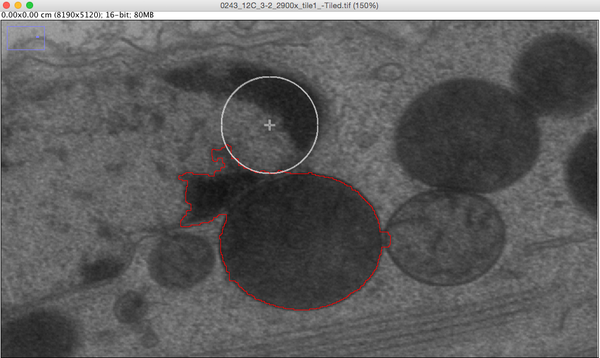 0243_12C_3-2_2900x_tile1_-Tiled.tif (150%)
0.00x0.00 cm (8190x5120); 16-bit; 80MB